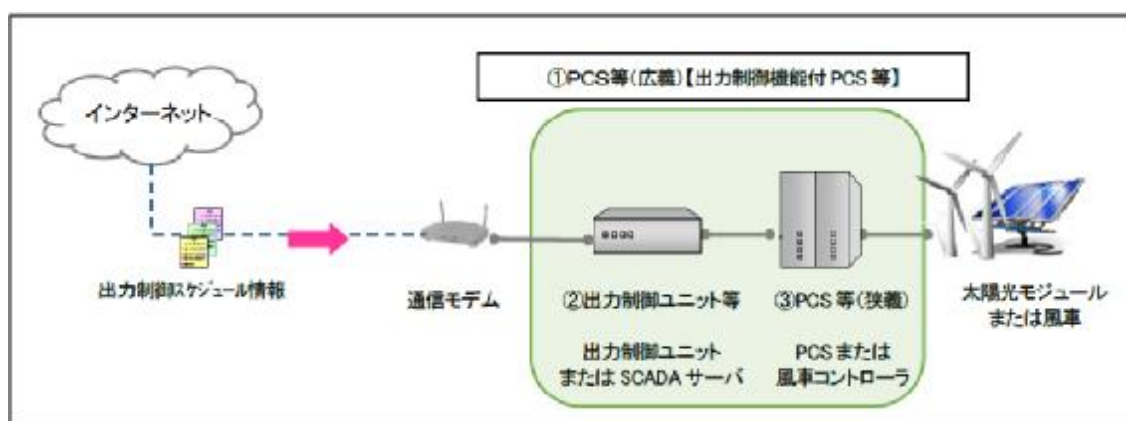 ①PCS等(広義)【出力制御機能付PCS等】
インターネット
出力制御スケジュール情報
通信モデム
②出力制御ユニット等
出力制御ユニット
またはSCADAサーバ
③PCS等(狭義)
PCSまたは
風車コントローラ
太陽光モジュール
または風車